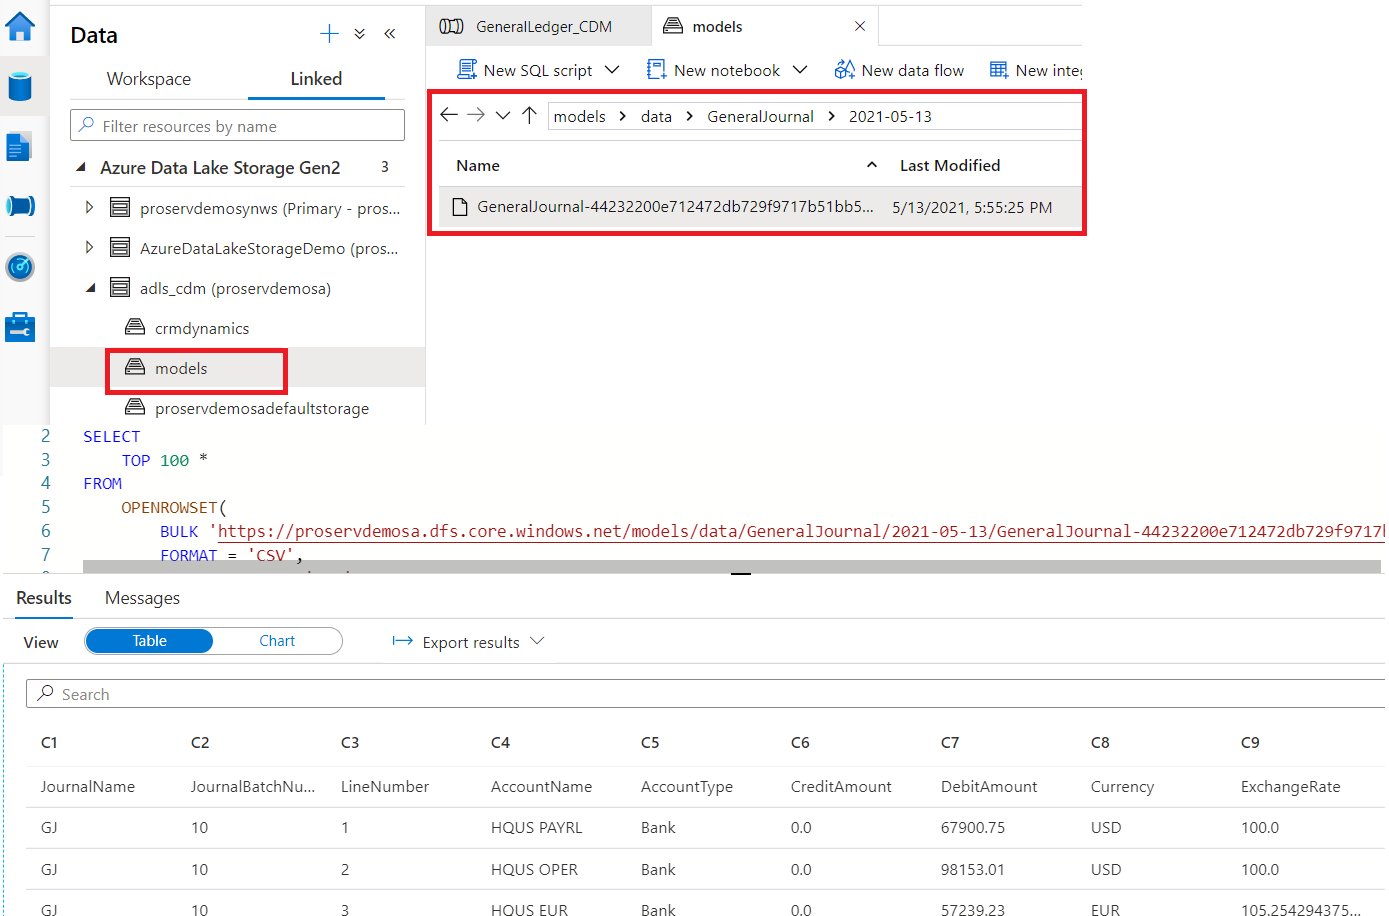 Data
Workspace
Linked
Filter resources by name
Azure Data Lake Storage Gen2 3
proservdemosynws (Primary - pros...
AzureDataLakeStorageDemo (pros...
adls_cdm (proservdemosa)
crmdynamics
models
proservdemosadefaultstorage
GeneralLedger_CDM
models
New SQL script
New notebook
New data flow
New integ
models > data > GeneralJournal > 2021-05-13
Name Last Modified
GeneralJournal-44232200e712472db729f9717b51bb5... 5/13/2021, 5:55:25 PM
2 SELECT
3 TOP 100 *
4 FROM
5 OPENROWSET(
6 BULK 'https://proservdemosa.dfs.core.windows.net/models/data/GeneralJournal/2021-05-13/GeneralJournal-44232200e712472db729f9717b
7 FORMAT = 'CSV',
Results Messages
View Table Chart Export results
Search
C1 C2 C3 C4 C5 C6 C7 C8 C9
JournalName JournalBatchNu... LineNumber AccountName AccountType CreditAmount DebitAmount Currency ExchangeRate
GJ 10 1 HQUS PAYRL Bank 0.0 67900.75 USD 100.0
GJ 10 2 HQUS OPER Bank 0.0 98153.01 USD 100.0
GJ 10 3 HQUS EUR Bank 0.0 57239.23 EUR 105.254294375...